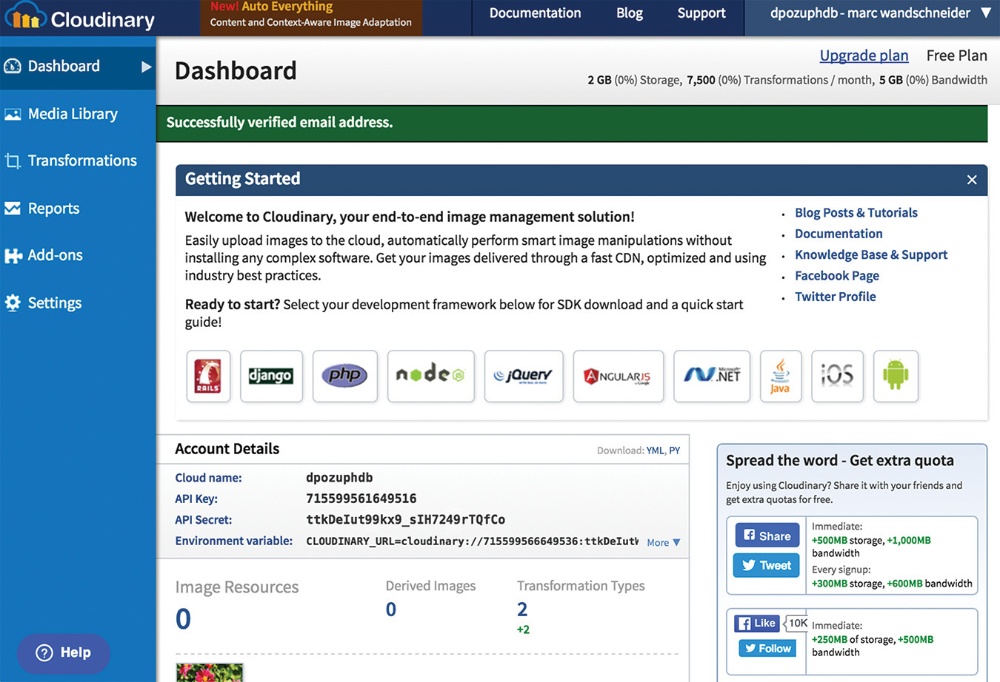 Cloudinary
New! Auto Everything
Content and Context-Aware Image Adaptation
Documentation
Blog
Support
dpozuphdb - marc wandschneider ▼
Dashboard
Media Library
Transformations
Reports
Add-ons
Settings
Help
Dashboard
Upgrade plan Free Plan
2 GB (0%) Storage, 7,500 (0%) Transformations / month, 5 GB (0%) Bandwidth
Successfully verified email address.
Getting Started
Welcome to Cloudinary, your end-to-end image management solution!
Easily upload images to the cloud, automatically perform smart image manipulations without
installing any complex software. Get your images delivered through a fast CDN, optimized and using
industry best practices.
Ready to start? Select your development framework below for SDK download and a quick start
guide!
• Blog Posts & Tutorials
• Documentation
• Knowledge Base & Support
• Facebook Page
• Twitter Profile
RAILS
django
php
node
JS
jQuery
ANGULARJS
by Google
Microsoft
.NET
Java
iOS
Account Details
Download: YML, PY
Cloud name: dpozuphdb
API Key: 715599561649516
API Secret: ttkDeIut99kx9_sIH7249rTQfCo
Environment variable: CLOUDINARY_URL=cloudinary://715599566649536:ttkDeIutW More ▼
Image Resources
0
Derived Images
0
Transformation Types
2
+2
Spread the word - Get extra quota
Enjoy using Cloudinary? Share it with your friends and
get extra quotas for free.
Share
Tweet
Immediate:
+500MB storage, +1,000MB
bandwidth
Every signup:
+300MB storage, +600MB bandwidth
Like 10K
Follow
Immediate:
+250MB of storage, +500MB
bandwidth